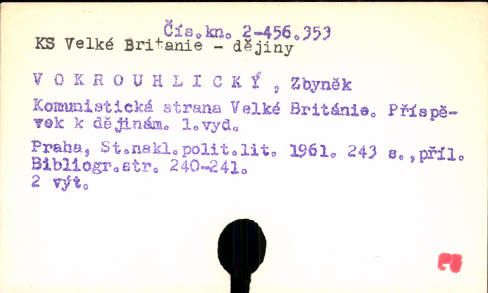 Čís.kn. 2-456.353
KS Velké Britanie - dějiny
VOKROUHLICKÝ, Zbyněk
Komunistická strana Velké Británie. Příspě-
vek k dějinám. 1.vyd.
Praha, St.nakl.polit.lit. 1961. 243 s.,příl.
Bibliogr.str. 240-241.
2 výt.